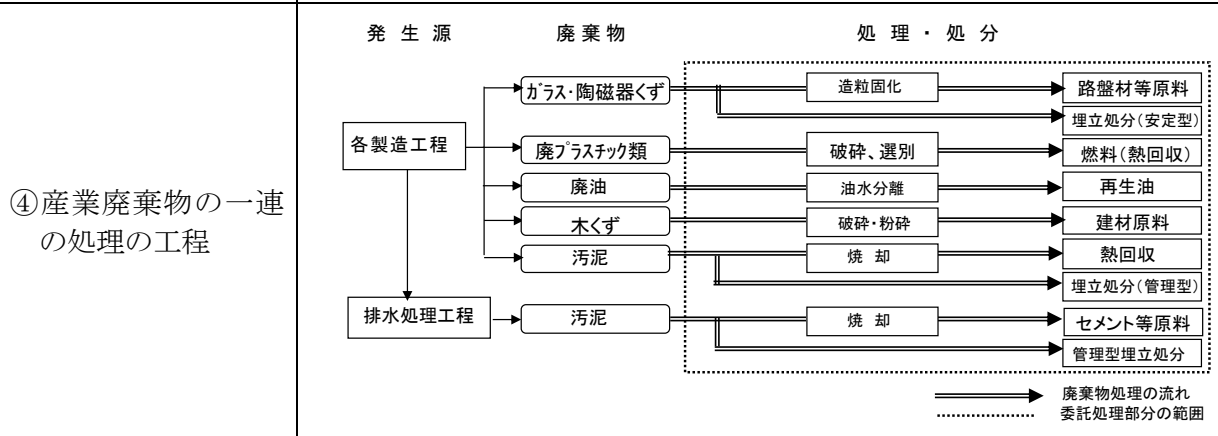 発 生 源 廃 棄 物 処 理 ・ 処 分
④産業廃棄物の一連
の処理の工程
各製造工程
排水処理工程
ｶﾞﾗｽ・陶磁器くず 造粒固化 路盤材等原料
埋立処分(安定型)
廃ﾌﾟﾗｽﾁｯｸ類 破砕、選別 燃料(熱回収)
廃油 油水分離 再生油
木くず 破砕・粉砕 建材原料
汚泥 焼 却 熱回収
埋立処分(管理型)
汚泥 焼 却 セメント等原料
管理型埋立処分
廃棄物処理の流れ
委託処理部分の範囲